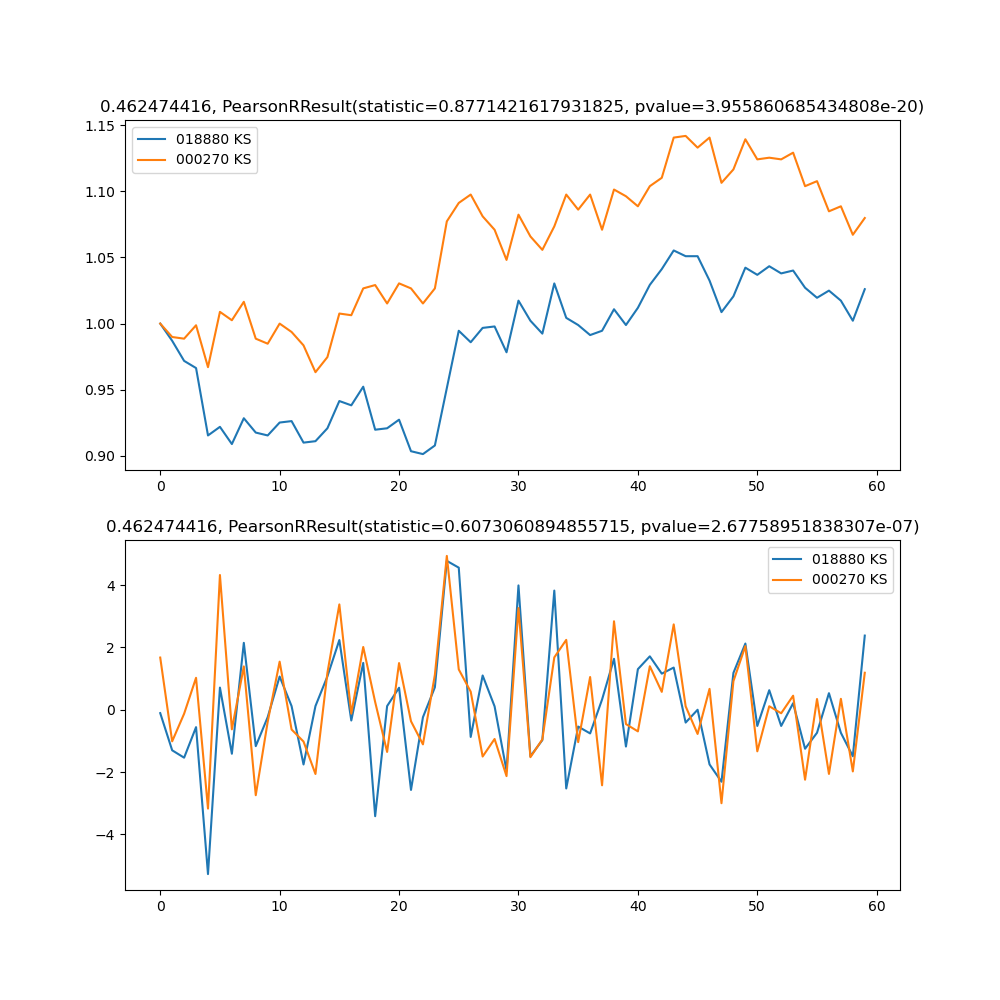 0.462474416, PearsonRResult(statistic=0.8771421617931825, pvalue=3.955860685434808e-20)
1.15
1.10
1.05
1.00
0.95
0.90
018880 KS
000270 KS
0 10 20 30 40 50 60
0.462474416, PearsonRResult(statistic=0.6073060894855715, pvalue=2.67758951838307e-07)
4
2
0
−2
−4
018880 KS
000270 KS
0 10 20 30 40 50 60